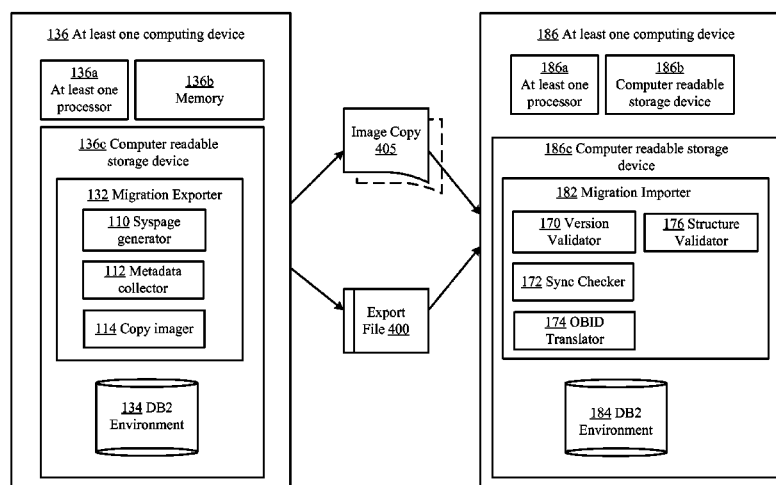 136 At least one computing device
136a
At least one
processor
136b
Memory
136c Computer readable
storage device
132 Migration Exporter
110 Syspage
generator
112 Metadata
collector
114 Copy imager
134 DB2
Environment
Image Copy
405
Export
File 400
186 At least one computing device
186a
At least one
processor
186b
Computer readable
storage device
186c Computer readable storage
device
182 Migration Importer
170 Version
Validator
176 Structure
Validator
172 Sync Checker
174 OBID
Translator
184 DB2
Environment